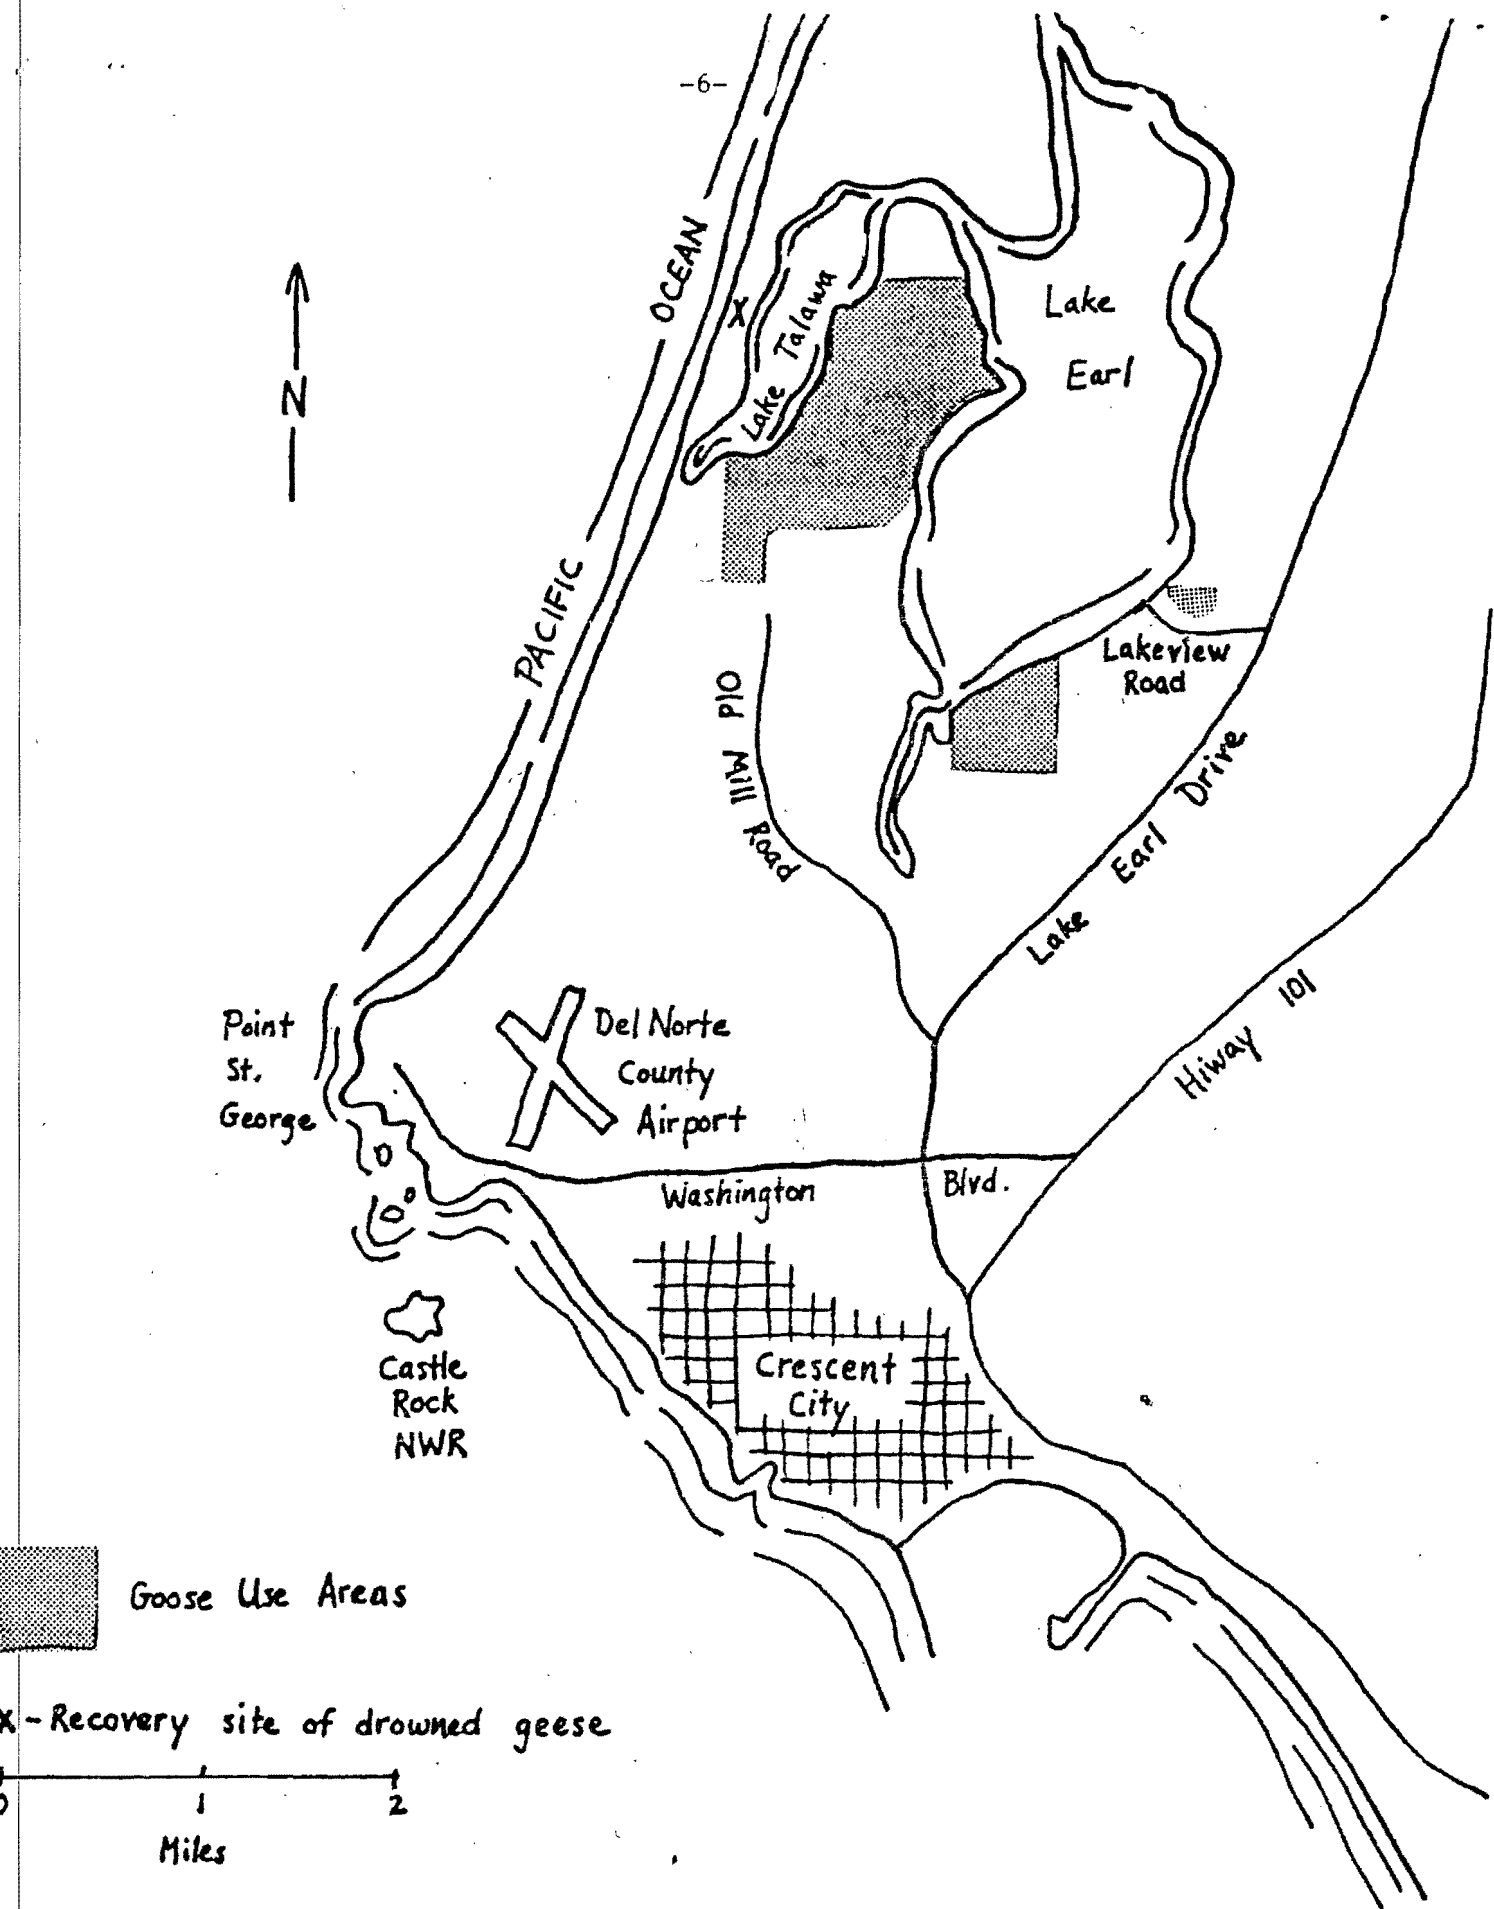 -6-
PACIFIC OCEAN
N
Lake Talawa
X
Lake
Earl
Lakeview
Road
Old Mill Road
Lake Earl Drive
Hiway 101
Point
St.
George
Del Norte
County
Airport
Washington Blvd.
Castle
Rock
NWR
Crescent
City
Goose Use Areas
X - Recovery site of drowned geese
0 1 2
Miles